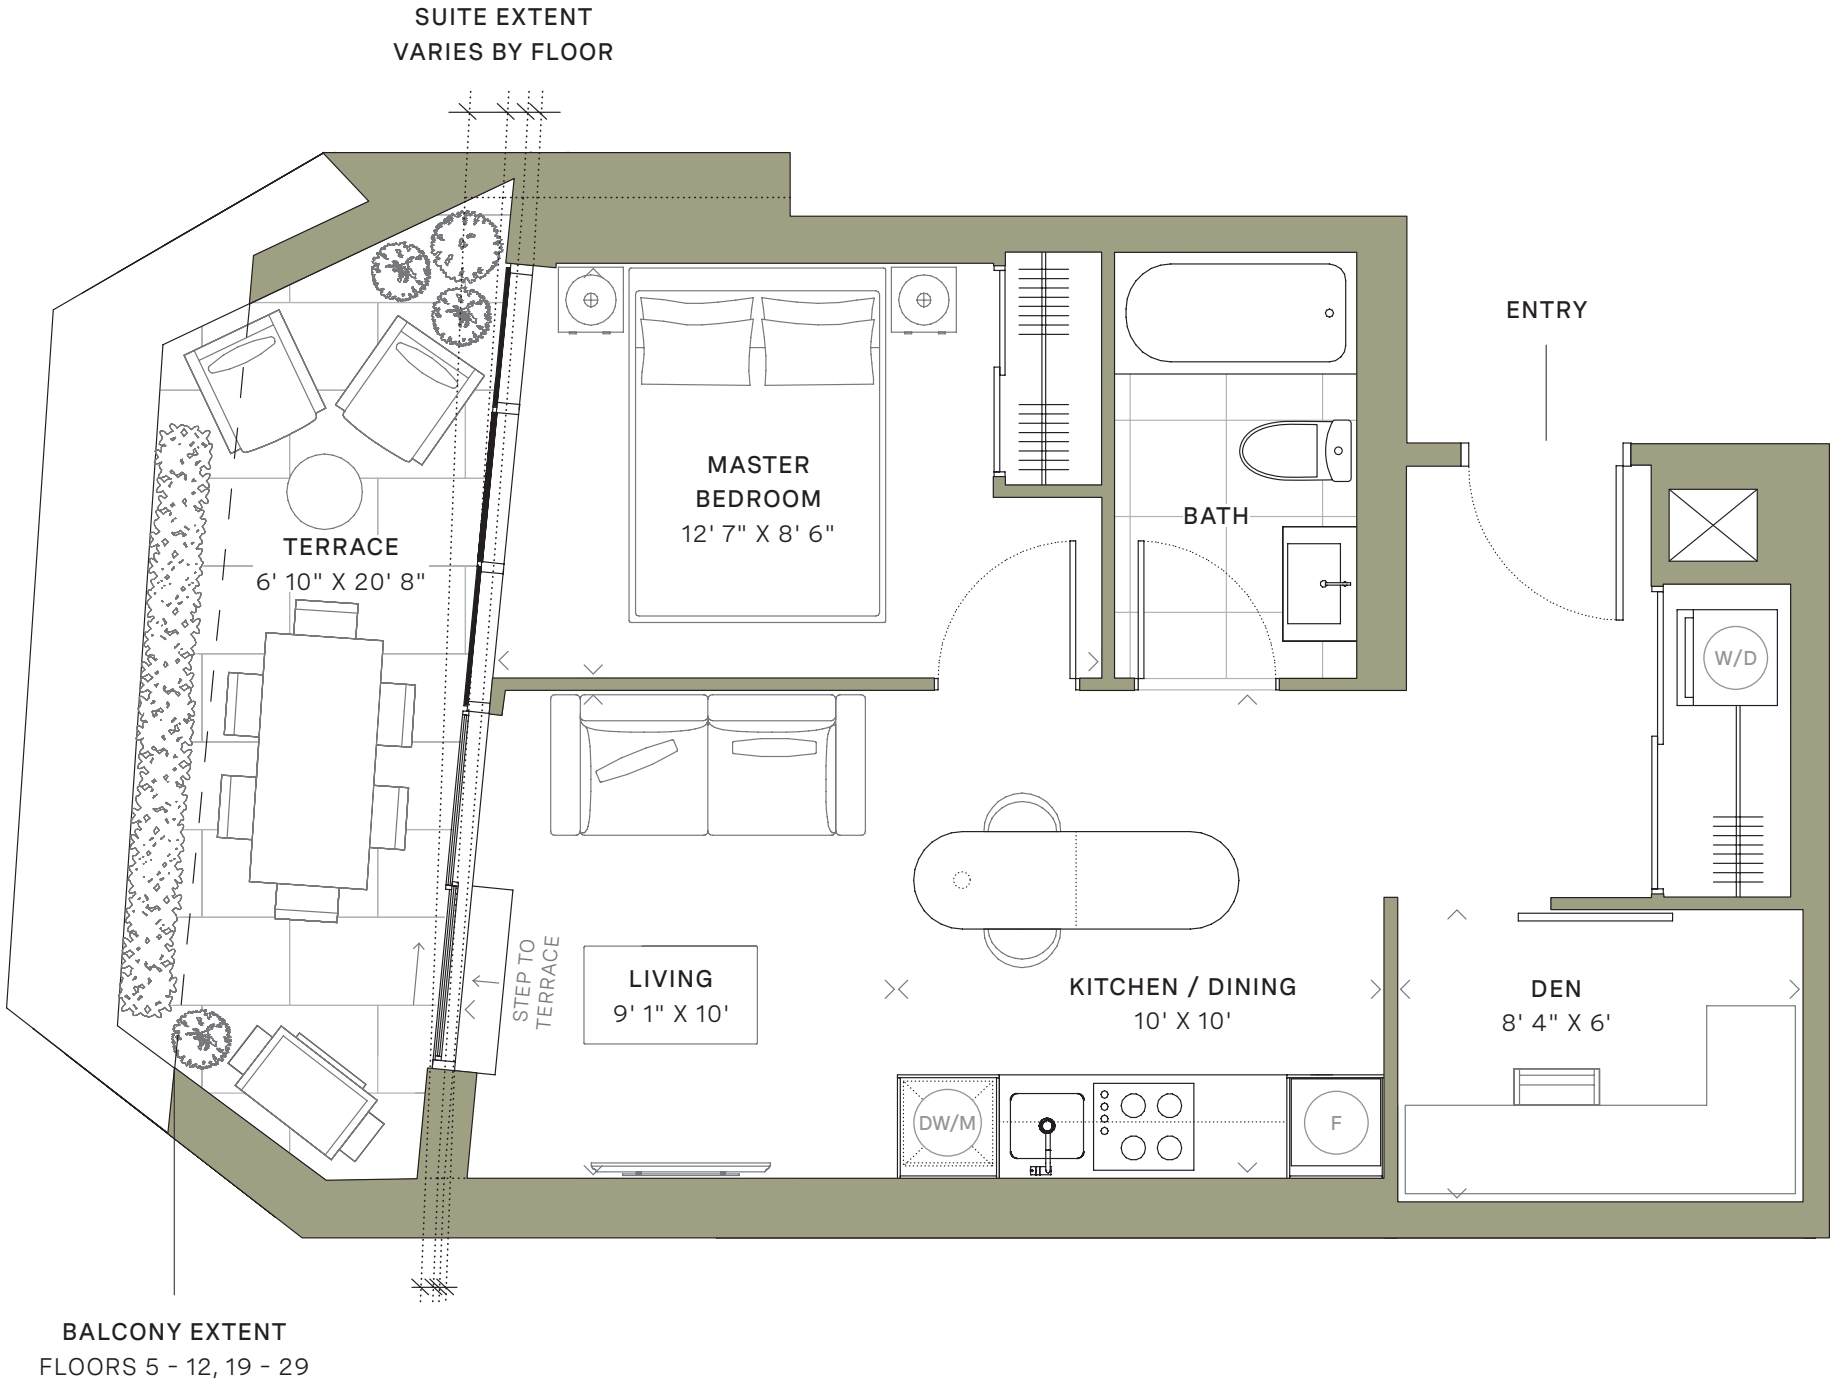 SUITE EXTENT
VARIES BY FLOOR
ENTRY
MASTER
BEDROOM
12' 7" X 8' 6"
BATH
TERRACE
6' 10" X 20' 8"
W/D
STEP TO
TERRACE
LIVING
9' 1" X 10'
KITCHEN / DINING
10' X 10'
DEN
8' 4" X 6'
DW/M
F
BALCONY EXTENT
FLOORS 5 - 12, 19 - 29